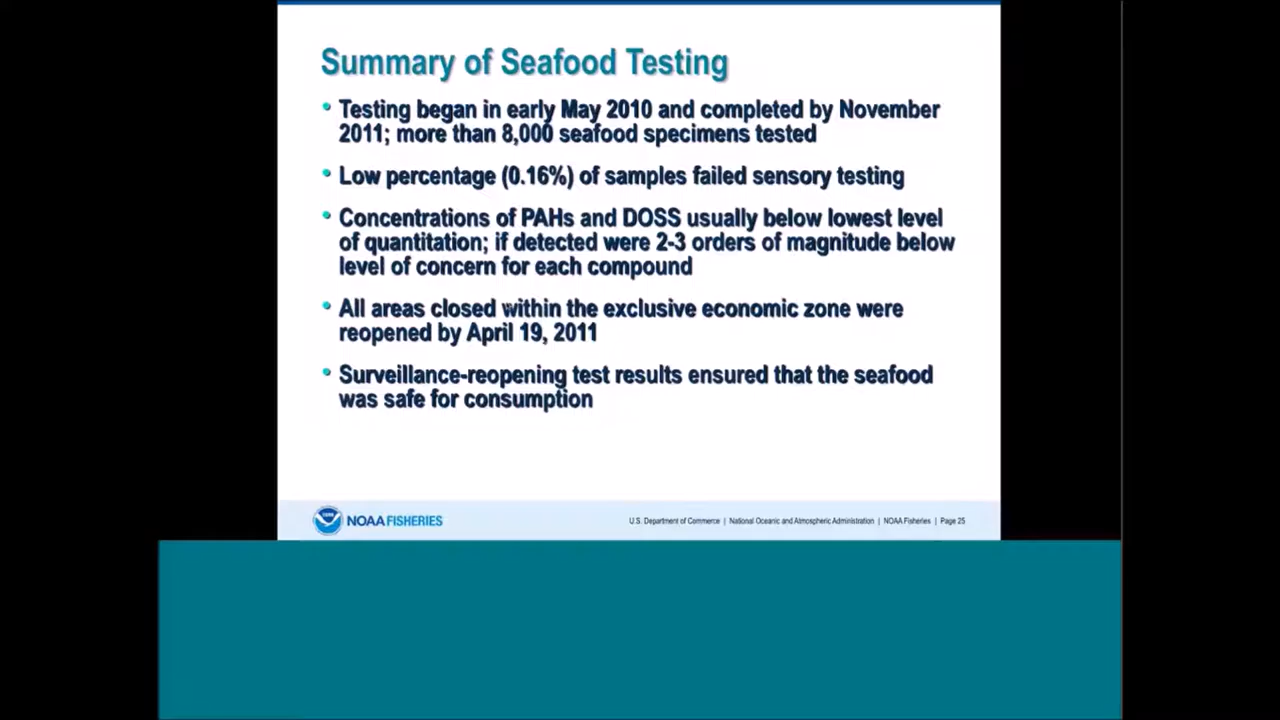 Summary of Seafood Testing
• Testing began in early May 2010 and completed by November
2011; more than 8,000 seafood specimens tested
• Low percentage (0.16%) of samples failed sensory testing
• Concentrations of PAHs and DOSS usually below lowest level
of quantitation; if detected were 2-3 orders of magnitude below
level of concern for each compound
• All areas closed within the exclusive economic zone were
reopened by April 19, 2011
• Surveillance-reopening test results ensured that the seafood
was safe for consumption
NOAA FISHERIES
U.S. Department of Commerce | National Oceanic and Atmospheric Administration | NOAA Fisheries | Page 25